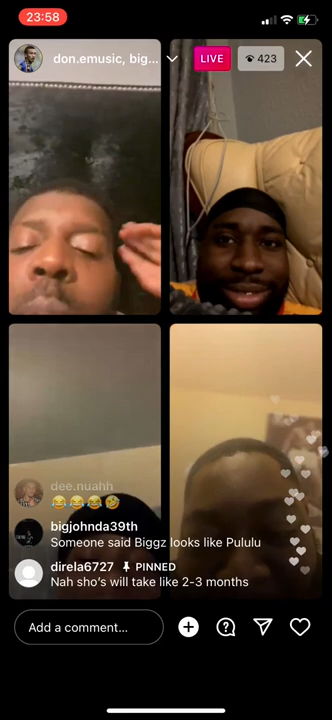 23:58
don.emusic, big...
LIVE
423
dee.nuahh
😂😂😂🤣
bigjohnda39th
Someone said Biggz looks like Pululu
direla6727 PINNED
Nah sho's will take like 2-3 months
Add a comment...